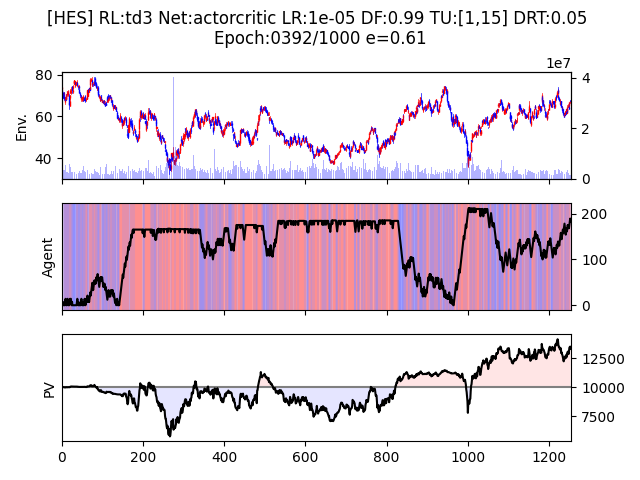 [HES] RL:td3 Net:actorcritic LR:1e-05 DF:0.99 TU:[1,15] DRT:0.05
Epoch:0392/1000 e=0.61
1e7
80
60
40
Env.
4
2
0
Agent
200
100
0
PV
12500
10000
7500
0 200 400 600 800 1000 1200